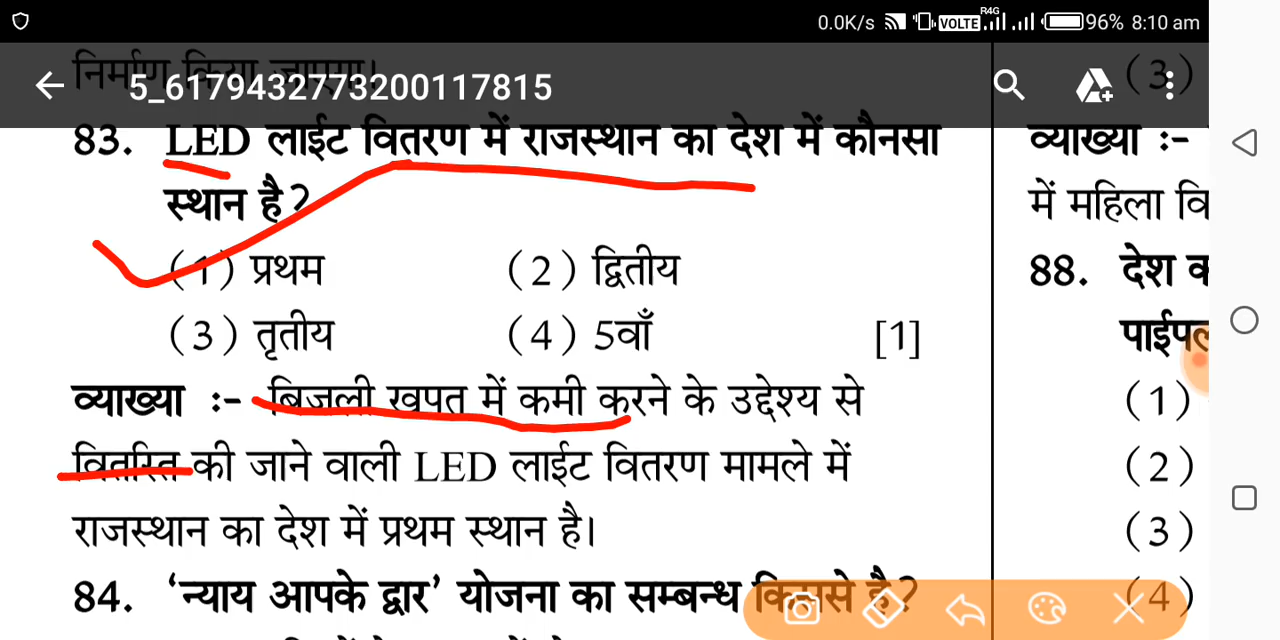 0.0K/s VOLTE R4G 96% 8:10 am
निर्माण किया जाएगा।
5_6179432773200117815
83. LED लाईट वितरण में राजस्थान का देश में कौनसा
स्थान है?
(1) प्रथम (2) द्वितीय
(3) तृतीय (4) 5वाँ [1]
व्याख्या :- बिजली खपत में कमी करने के उद्देश्य से
वितरित की जाने वाली LED लाईट वितरण मामले में
राजस्थान का देश में प्रथम स्थान है।
84. ‘न्याय आपके द्वार’ योजना का सम्बन्ध किससे है?
(3)
व्याख्या :-
में महिला वि
88. देश क
पाईपल
(1)
(2)
(3)
(4)